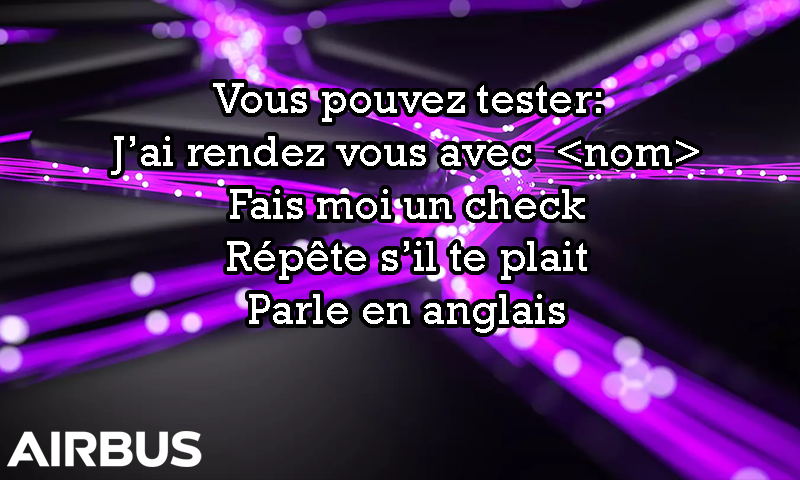 Vous pouvez tester:
J’ai rendez vous avec <nom>
Fais moi un check
Répête s’il te plait
Parle en anglais
AIRBUS